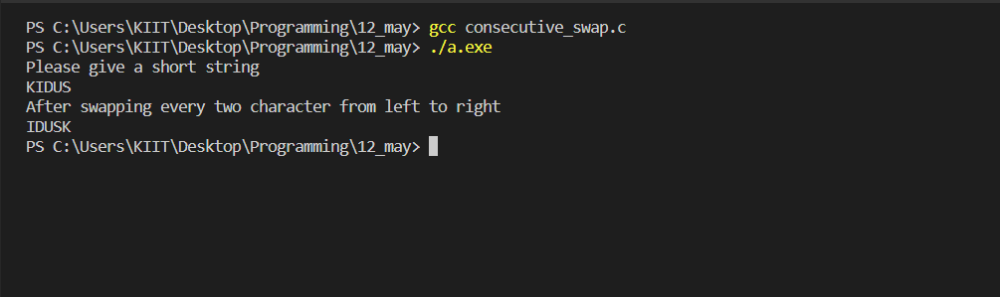 PS C:\Users\KIIT\Desktop\Programming\12_may> gcc consecutive_swap.c
PS C:\Users\KIIT\Desktop\Programming\12_may> ./a.exe
Please give a short string
KIDUS
After swapping every two character from left to right
IDUSK
PS C:\Users\KIIT\Desktop\Programming\12_may>